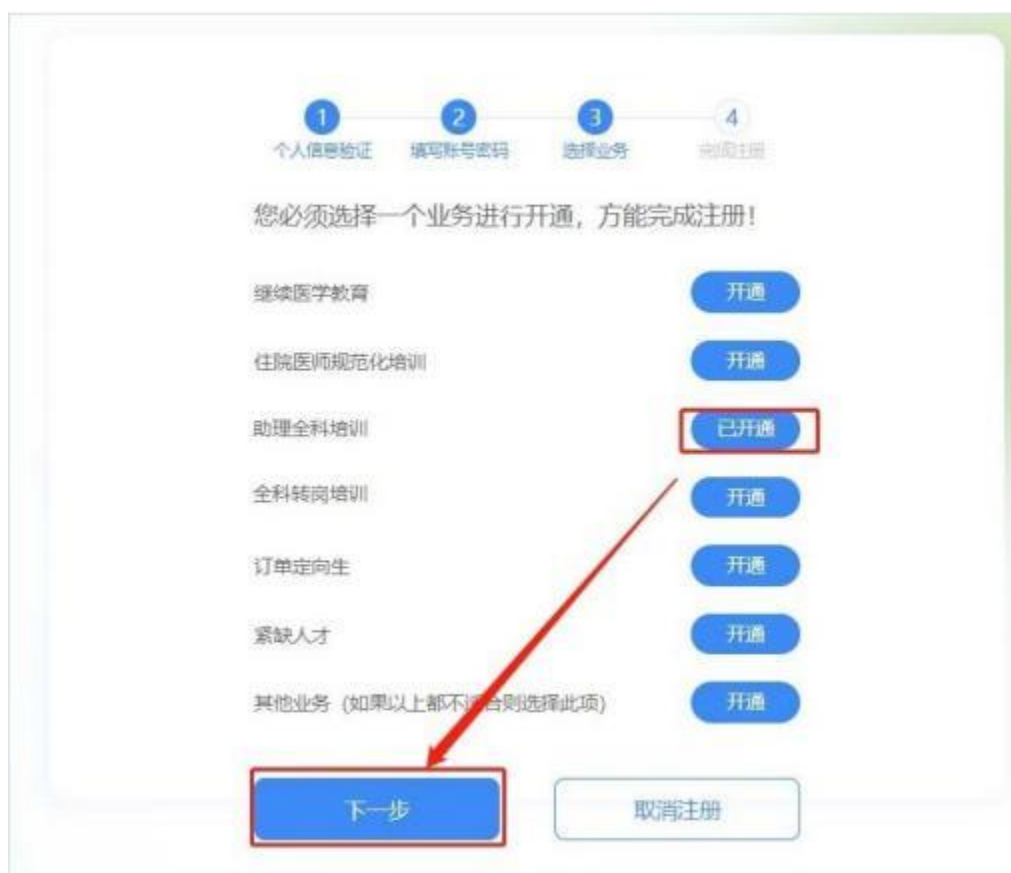 1 2 3 4
个人信息验证 填写账号密码 选择业务 完成注册
您必须选择一个业务进行开通，方能完成注册！
继续医学教育 开通
住院医师规范化培训 开通
助理全科培训 已开通
全科转岗培训 开通
订单定向生 开通
紧缺人才 开通
其他业务（如果以上都不适合则选择此项） 开通
下一步 取消注册